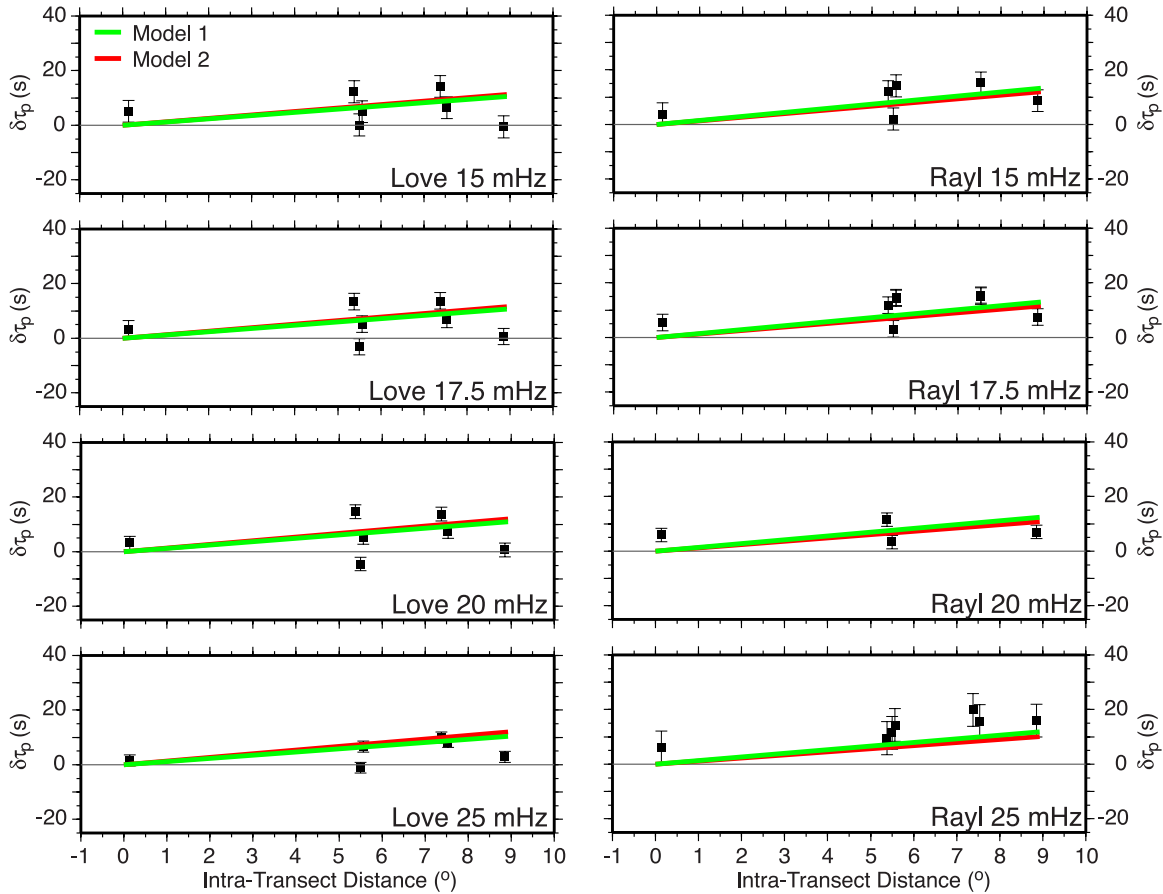 40
20
0
-20
δτp (s)
Model 1
Model 2
Love 15 mHz
Rayl 15 mHz
40
20
0
-20
δτp (s)
40
20
0
-20
δτp (s)
Love 17.5 mHz
Rayl 17.5 mHz
40
20
0
-20
δτp (s)
40
20
0
-20
δτp (s)
Love 20 mHz
Rayl 20 mHz
40
20
0
-20
δτp (s)
40
20
0
-20
δτp (s)
Love 25 mHz
Rayl 25 mHz
40
20
0
-20
δτp (s)
-1 0 1 2 3 4 5 6 7 8 9 10
-1 0 1 2 3 4 5 6 7 8 9 10
Intra-Transect Distance (o)
Intra-Transect Distance (o)